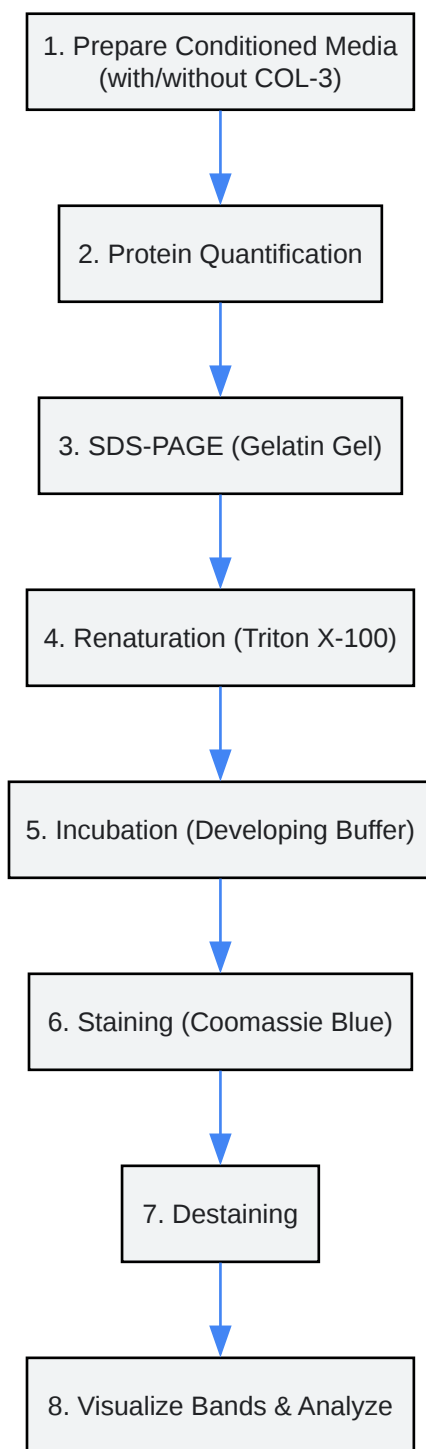 1. Prepare Conditioned Media
(with/without COL-3)
2. Protein Quantification
3. SDS-PAGE (Gelatin Gel)
4. Renaturation (Triton X-100)
5. Incubation (Developing Buffer)
6. Staining (Coomassie Blue)
7. Destaining
8. Visualize Bands & Analyze